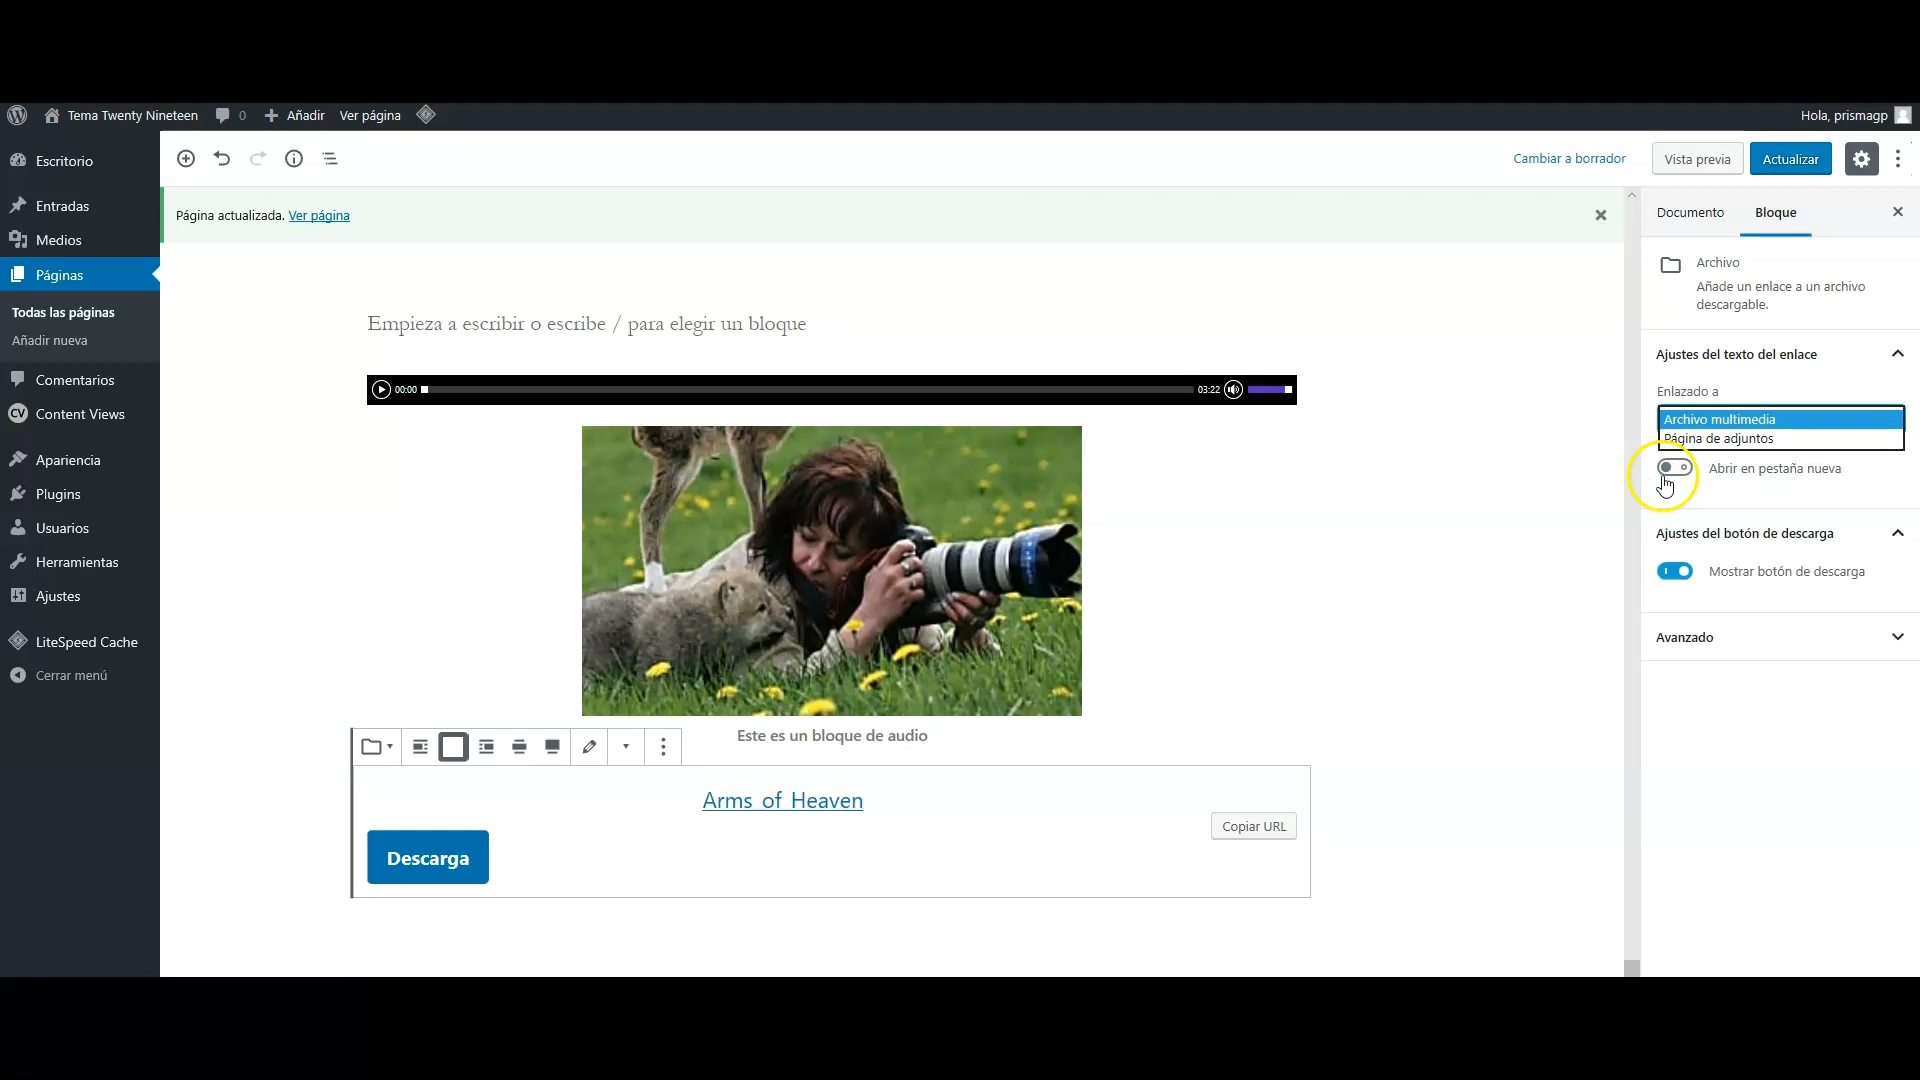 Tema Twenty Nineteen
0
Añadir
Ver página
Hola, prismagp
Escritorio
Entradas
Medios
Páginas
Todas las páginas
Añadir nueva
Comentarios
Content Views
Apariencia
Plugins
Usuarios
Herramientas
Ajustes
LiteSpeed Cache
Cerrar menú
Cambiar a borrador
Vista previa
Actualizar
Página actualizada. Ver página
Empieza a escribir o escribe / para elegir un bloque
00:00
03:22
Este es un bloque de audio
Arms_of_Heaven
Copiar URL
Descarga
Documento
Bloque
Archivo
Añade un enlace a un archivo
descargable.
Ajustes del texto del enlace
Enlazado a
Archivo multimedia
Página de adjuntos
Abrir en pestaña nueva
Ajustes del botón de descarga
Mostrar botón de descarga
Avanzado